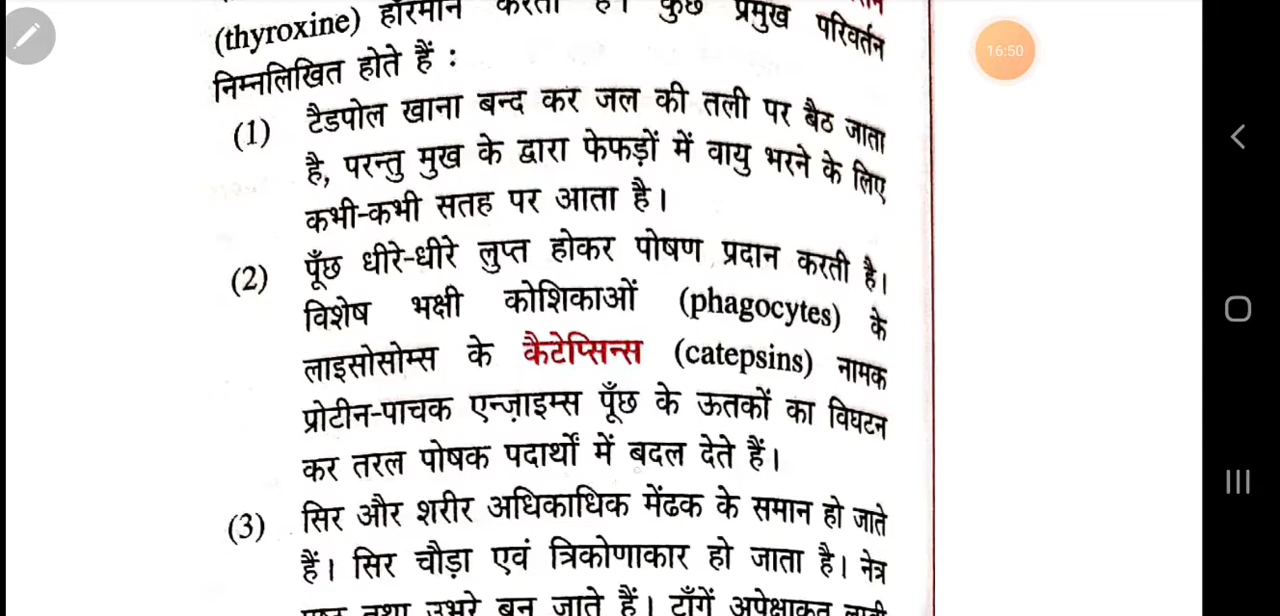 (thyroxine) हॉरमोन करता है। कुछ प्रमुख परिवर्तन
16:50
निम्नलिखित होते हैं :
(1) टैडपोल खाना बन्द कर जल की तली पर बैठ जाता
है, परन्तु मुख के द्वारा फेफड़ों में वायु भरने के लिए
कभी-कभी सतह पर आता है।
(2) पूँछ धीरे-धीरे लुप्त होकर पोषण प्रदान करती है।
विशेष भक्षी कोशिकाओं (phagocytes) के
लाइसोसोम्स के कैटेप्सिन्स (catepsins) नामक
प्रोटीन-पाचक एन्ज़ाइम्स पूँछ के ऊतकों का विघटन
कर तरल पोषक पदार्थों में बदल देते हैं।
(3) सिर और शरीर अधिकाधिक मेंढक के समान हो जाते
हैं। सिर चौड़ा एवं त्रिकोणाकार हो जाता है। नेत्र
तथा उभरे बन जाते हैं। टाँगें अपेक्षाकृत